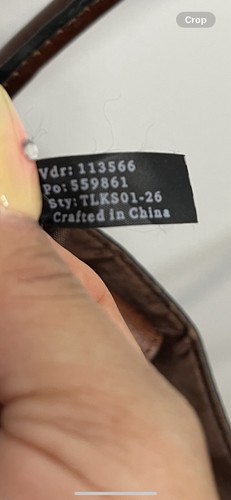 Crop
Vdr: 113566
Po: 559861
Sty: TLKS01-26
Crafted in China